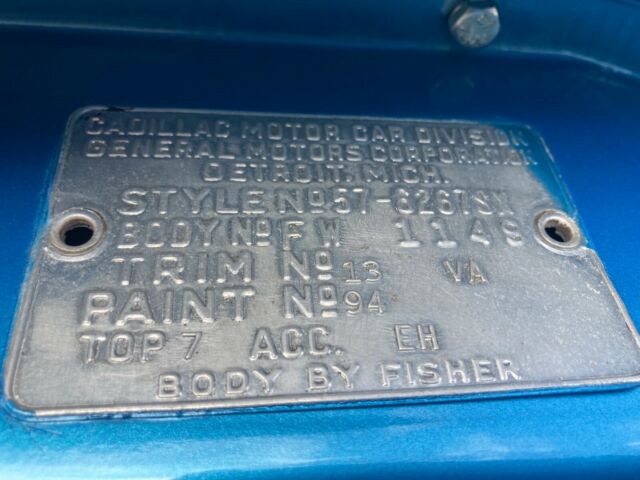 CADILLAC MOTOR CAR DIVISION
GENERAL MOTORS CORPORATION
DETROIT, MICH.
STYLE No 57-6267SX
BODY No FW 1149
TRIM No 13 VA
PAINT No 94
TOP 7 ACC. EH
BODY BY FISHER